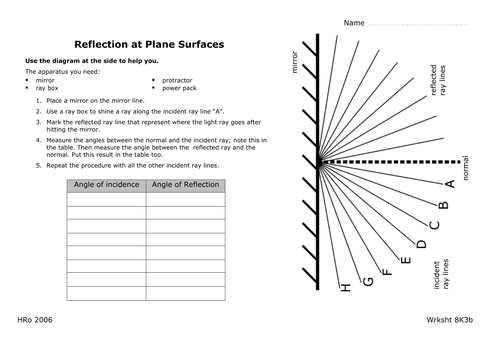 Name ................................
Reflection at Plane Surfaces
Use the diagram at the side to help you.
The apparatus you need:
▪ mirror
▪ ray box
▪ protractor
▪ power pack
1. Place a mirror on the mirror line.
2. Use a ray box to shine a ray along the incident ray line "A".
3. Mark the reflected ray line that represent where the light ray goes after
hitting the mirror.
4. Measure the angles between the normal and the incident ray; note this in
the table. Then measure the angle between the reflected ray and the
normal. Put this result in the table too.
5. Repeat the procedure with all the other incident ray lines.
Angle of incidence
Angle of Reflection
mirror
reflected
ray lines
normal
A
B
C
D
E
F
G
H
incident
ray lines
HRo 2006
Wrksht 8K3b